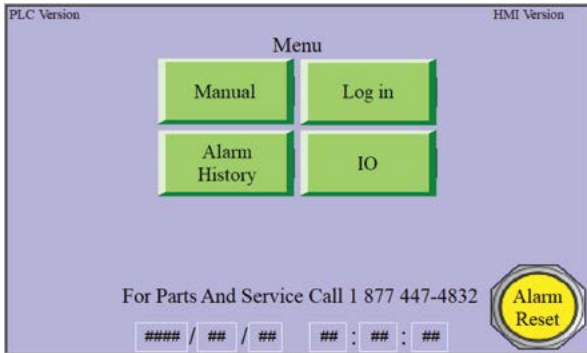 PLC Version HMI Version
Menu
Manual Log in
Alarm
History
IO
For Parts And Service Call 1 877 447-4832
Alarm
Reset
#### / ## / ## ## : ## : ##